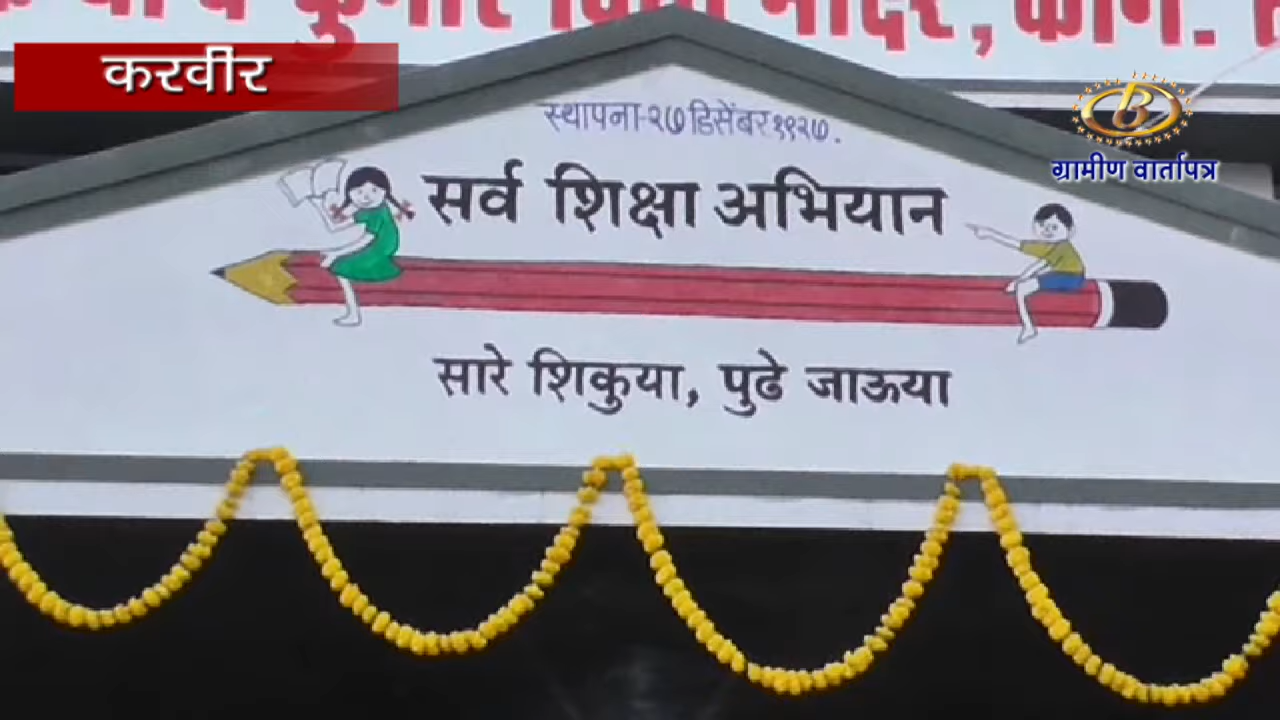 कुमार विद्या मंदिर, कोगे.
करवीर
स्थापना-२७ डिसेंबर १९२७.
B
ग्रामीण वार्तापत्र
सर्व शिक्षा अभियान
सारे शिकुया, पुढे जाऊया